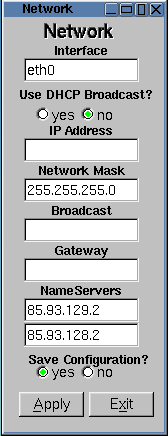 Network
Network
Interface
eth0
Use DHCP Broadcast?
yes no
IP Address
Network Mask
255.255.255.0
Broadcast
Gateway
NameServers
85.93.129.2
85.93.128.2
Save Configuration?
yes no
Apply Exit